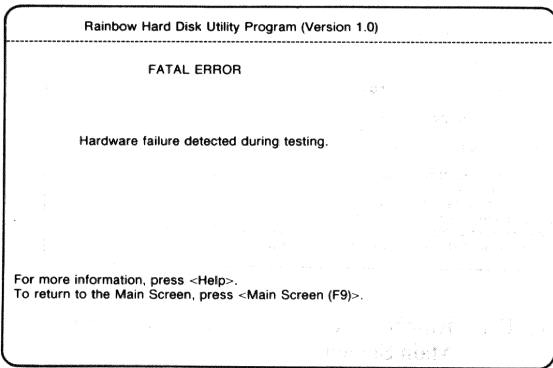 Rainbow Hard Disk Utility Program (Version 1.0)
FATAL ERROR
Hardware failure detected during testing.
For more information, press <Help>.
To return to the Main Screen, press <Main Screen (F9)>.